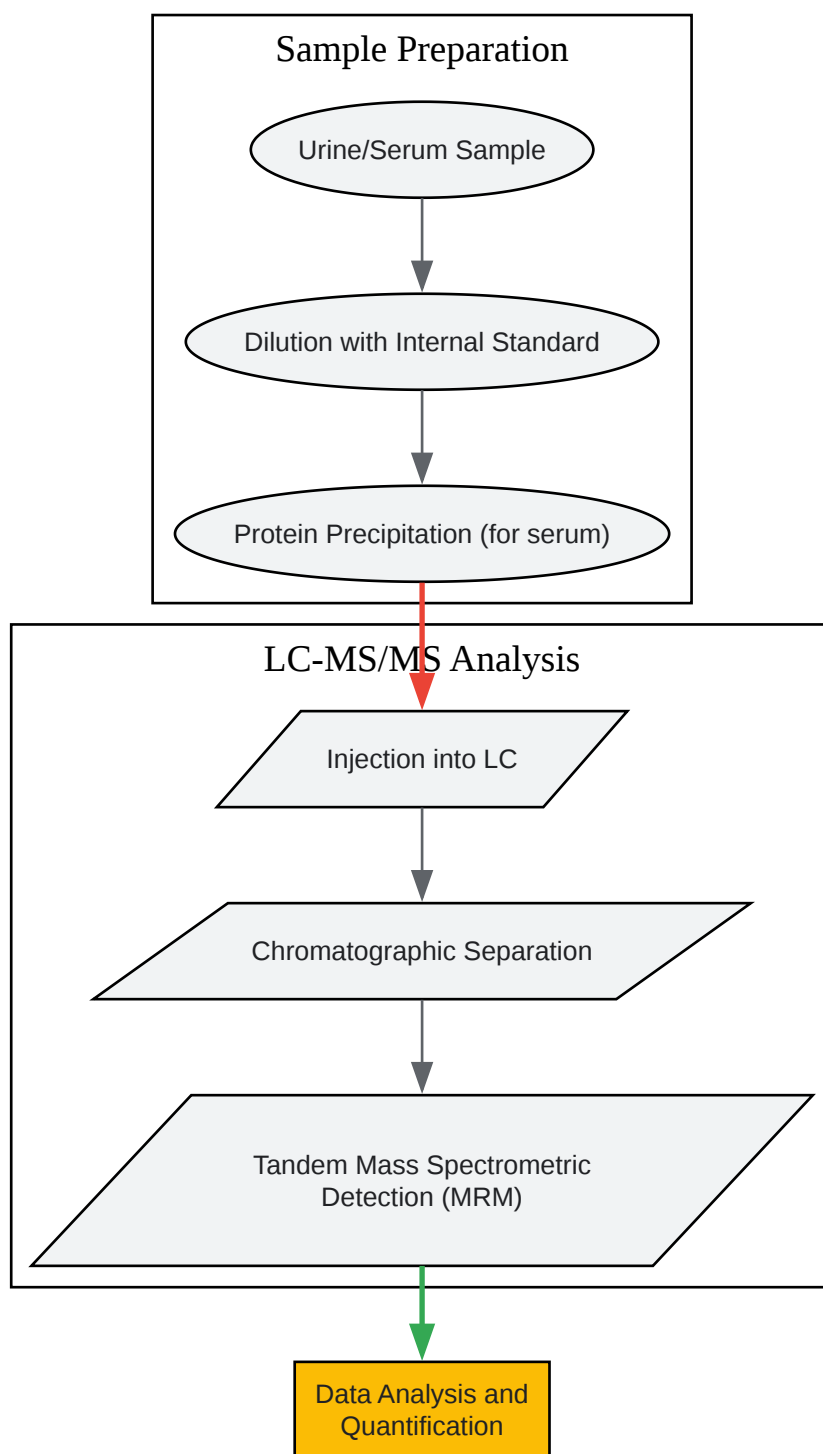 Sample Preparation
Urine/Serum Sample
Dilution with Internal Standard
Protein Precipitation (for serum)
LC-MS/MS Analysis
Injection into LC
Chromatographic Separation
Tandem Mass Spectrometric
Detection (MRM)
Data Analysis and
Quantification